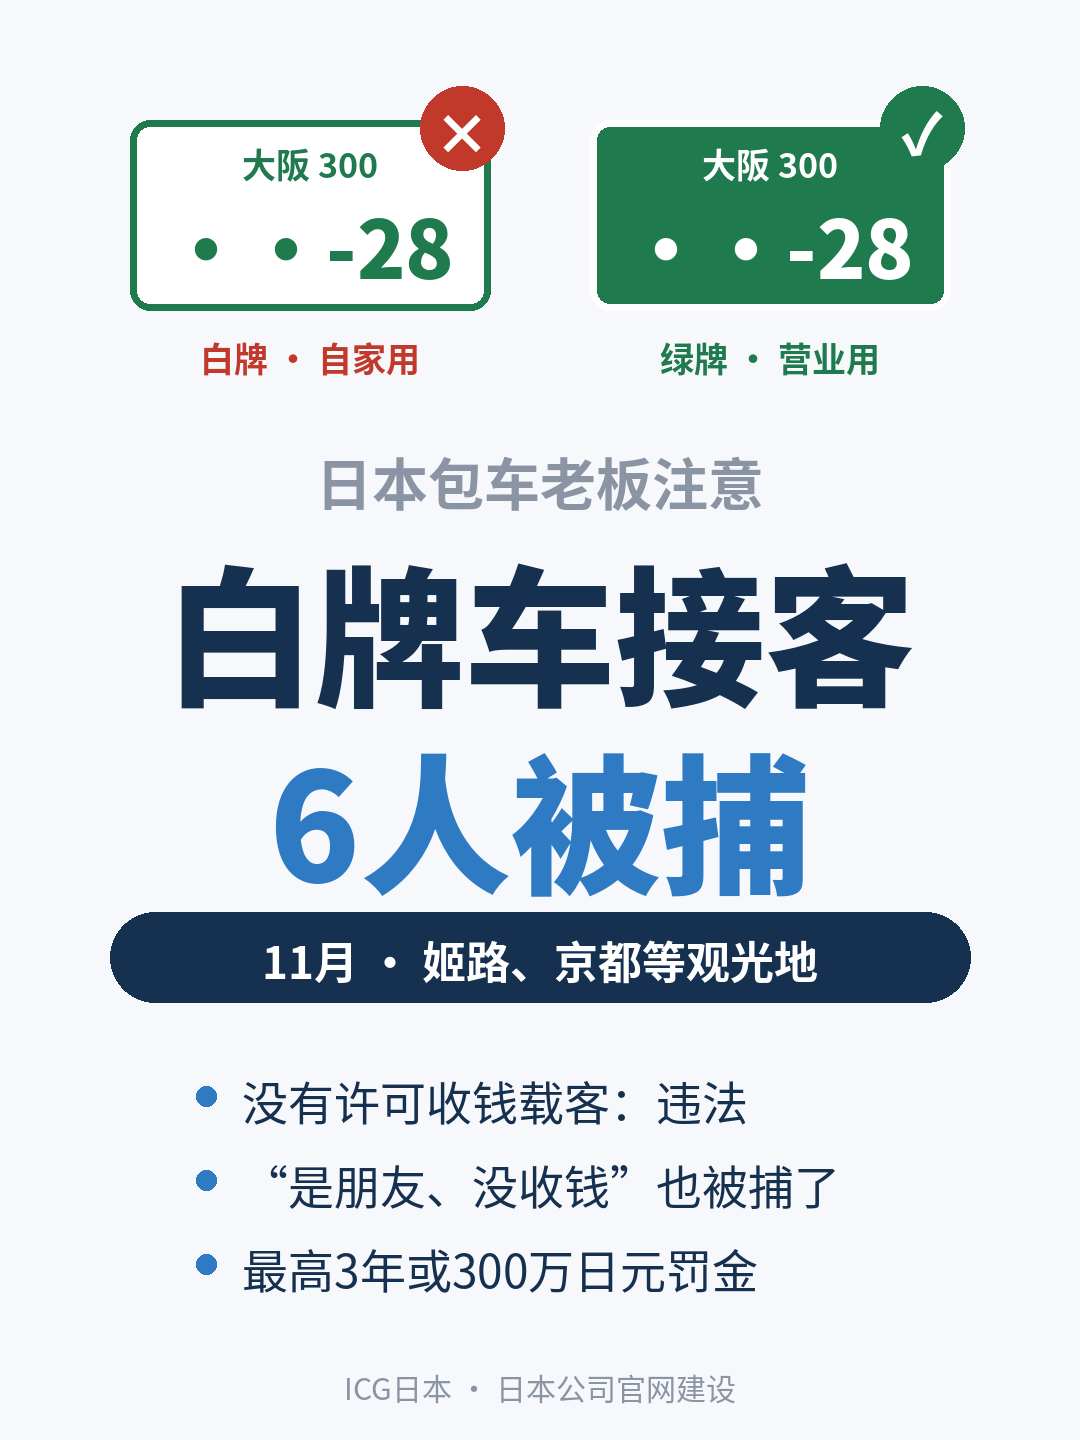 大阪 300
・ ・-28
白牌 · 自家用
大阪 300
・ ・-28
绿牌 · 营业用
日本包车老板注意
白牌车接客
6人被捕
11月 · 姬路、京都等观光地
没有许可收钱载客：违法
“是朋友、没收钱”也被捕了
最高3年或300万日元罚金
ICG日本 · 日本公司官网建设